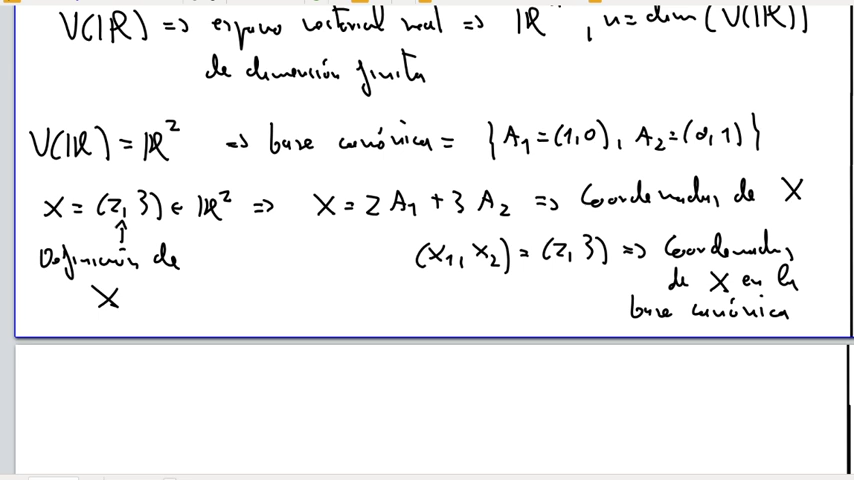 V(IR) => espacio vectorial real => IR , n = dim (V(IR))
de dimensión finita
V(IR) = IR² => base canónica = { A₁ = (1,0), A₂ = (0,1) }
X = (2, 3) ∈ IR² => X = 2 A₁ + 3 A₂ => Coordenadas de X
↑
Definición de X
(X₁, X₂) = (2, 3) => Coordenadas
de X en la
base canónica